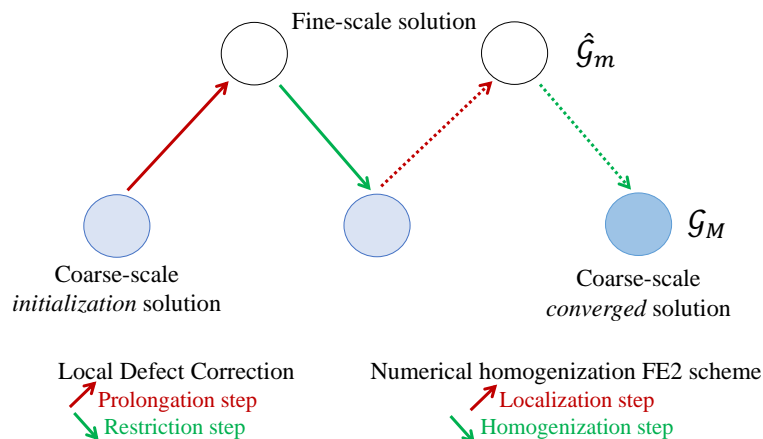 Fine-scale solution
𝒢̂ₘ
𝒢_M
Coarse-scale
initialization solution
Coarse-scale
converged solution
Local Defect Correction
Prolongation step
Restriction step
Numerical homogenization FE2 scheme
Localization step
Homogenization step